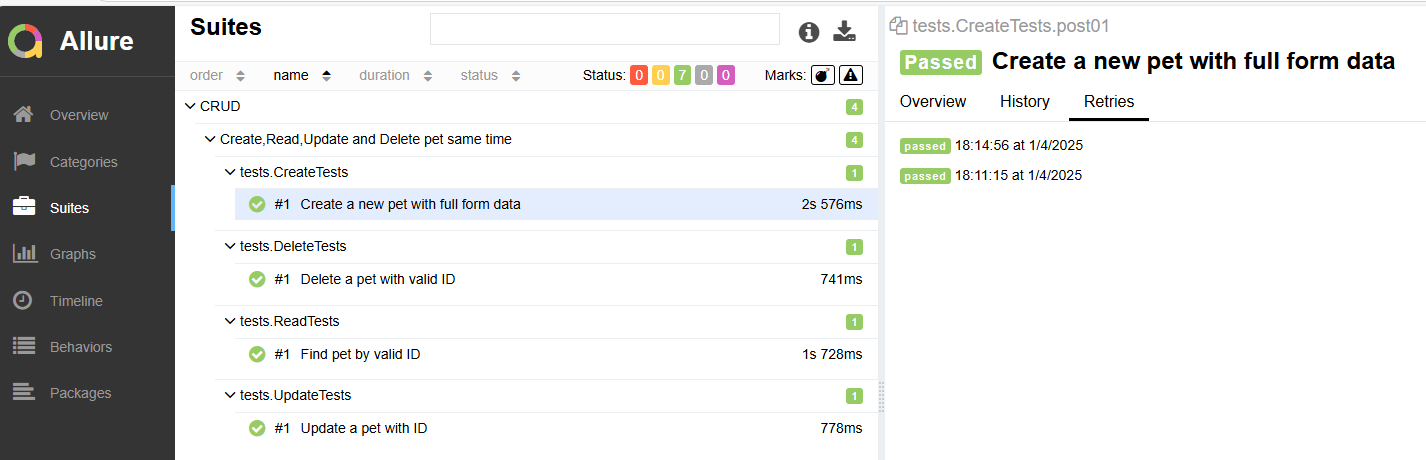 Allure
Overview
Categories
Suites
Graphs
Timeline
Behaviors
Packages
Suites
order name duration status Status: 0 0 7 0 0 Marks:
CRUD 4
Create,Read,Update and Delete pet same time 4
tests.CreateTests 1
#1 Create a new pet with full form data 2s 576ms
tests.DeleteTests 1
#1 Delete a pet with valid ID 741ms
tests.ReadTests 1
#1 Find pet by valid ID 1s 728ms
tests.UpdateTests 1
#1 Update a pet with ID 778ms
tests.CreateTests.post01
Passed Create a new pet with full form data
Overview History Retries
passed 18:14:56 at 1/4/2025
passed 18:11:15 at 1/4/2025